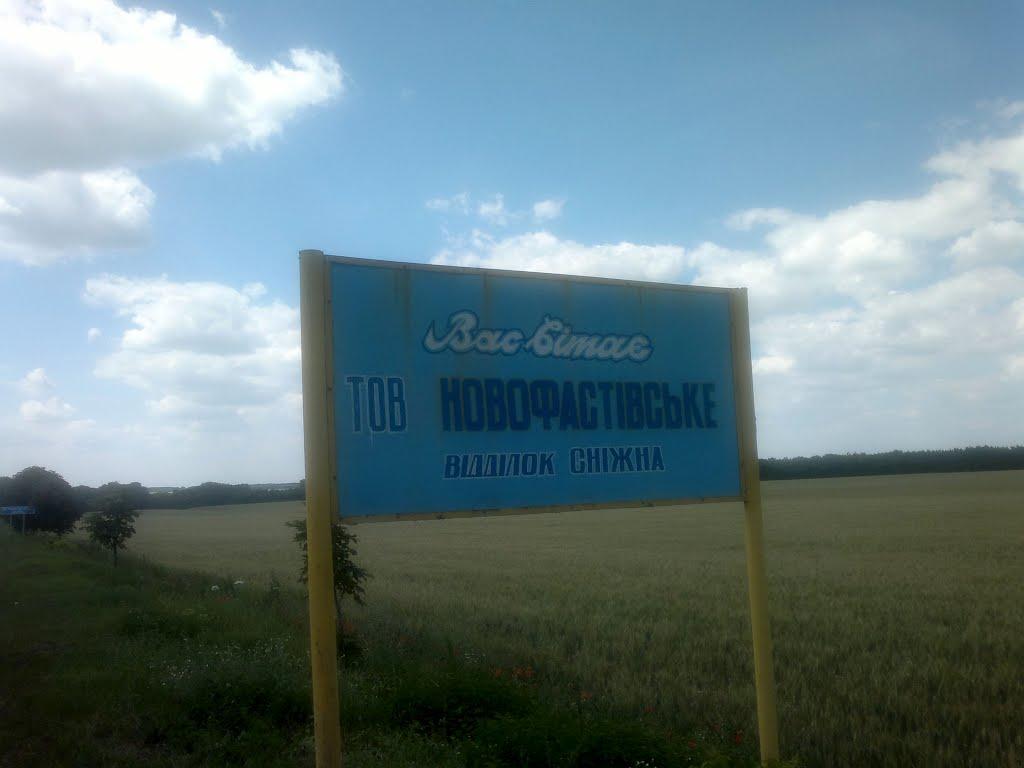 Вас вітає
ТОВ НОВОФАСТІВСЬКЕ
ВІДДІЛОК СНІЖНА